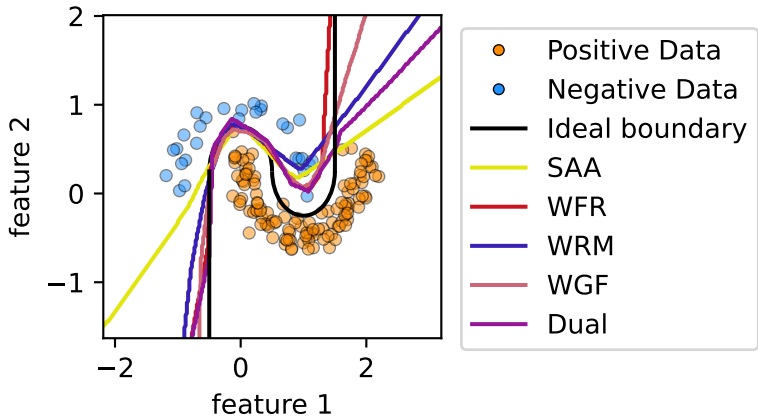 2
1
0
−1
feature 2
−2
0
2
feature 1
Positive Data
Negative Data
Ideal boundary
SAA
WFR
WRM
WGF
Dual